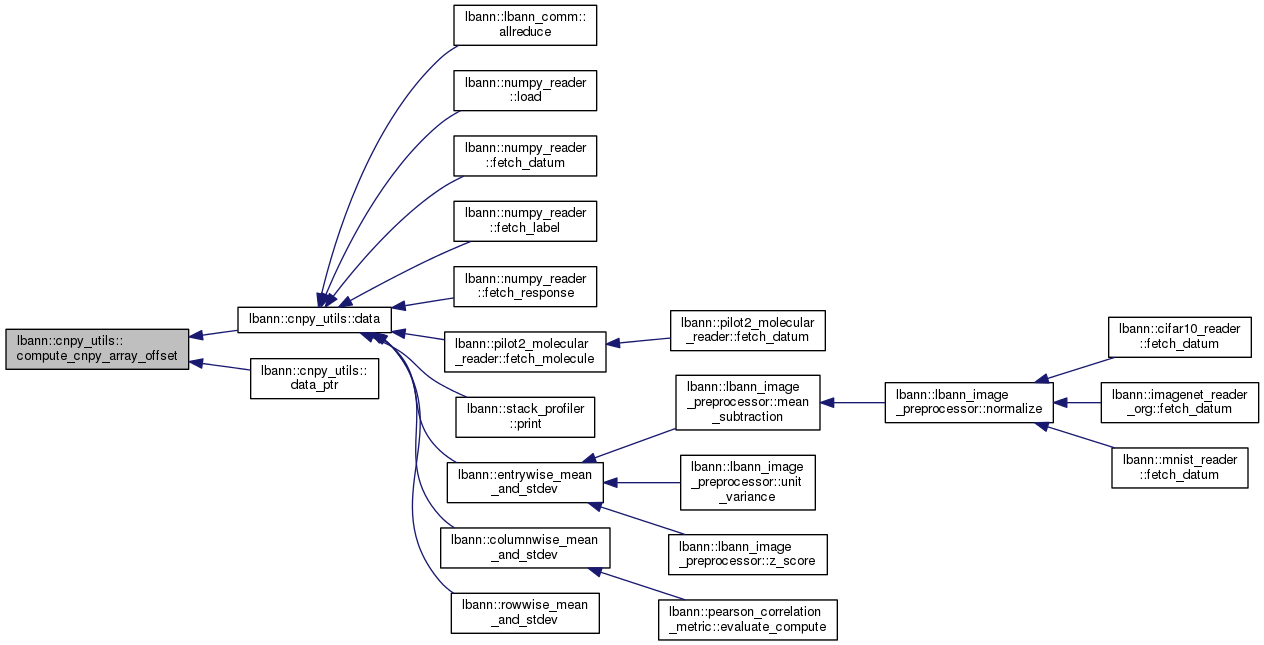 lbann::lbann_comm::
allreduce
lbann::numpy_reader
::load
lbann::numpy_reader
::fetch_datum
lbann::numpy_reader
::fetch_label
lbann::numpy_reader
::fetch_response
lbann::cnpy_utils::data
lbann::cnpy_utils::
compute_cnpy_array_offset
lbann::cnpy_utils::
data_ptr
lbann::pilot2_molecular
_reader::fetch_molecule
lbann::pilot2_molecular
_reader::fetch_datum
lbann::stack_profiler
::print
lbann::entrywise_mean
_and_stdev
lbann::columnwise_mean
_and_stdev
lbann::rowwise_mean
_and_stdev
lbann::lbann_image
_preprocessor::mean
_subtraction
lbann::lbann_image
_preprocessor::unit
_variance
lbann::lbann_image
_preprocessor::z_score
lbann::pearson_correlation
_metric::evaluate_compute
lbann::lbann_image
_preprocessor::normalize
lbann::cifar10_reader
::fetch_datum
lbann::imagenet_reader
_org::fetch_datum
lbann::mnist_reader
::fetch_datum